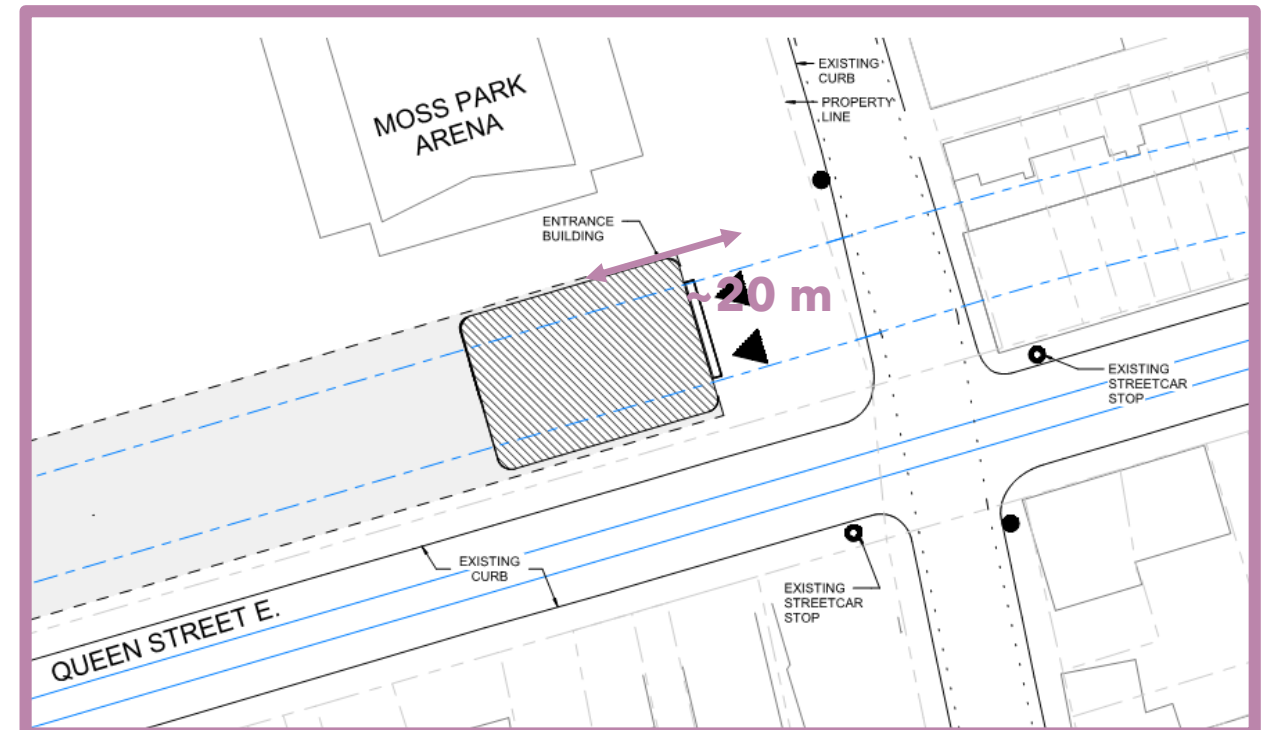 MOSS PARK
ARENA
EXISTING
CURB
PROPERTY
LINE
ENTRANCE
BUILDING
~20 m
EXISTING
STREETCAR
STOP
EXISTING
CURB
EXISTING
STREETCAR
STOP
QUEEN STREET E.